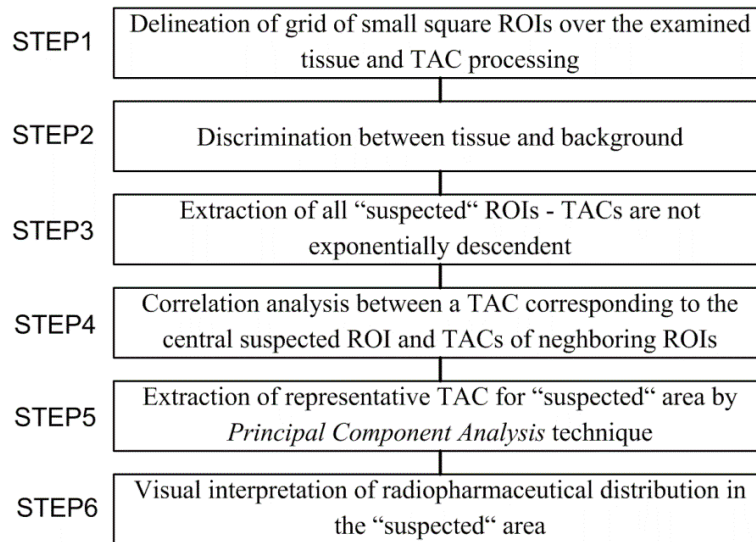 STEP1
Delineation of grid of small square ROIs over the examined
tissue and TAC processing
STEP2
Discrimination between tissue and background
STEP3
Extraction of all “suspected“ ROIs - TACs are not
exponentially descendent
STEP4
Correlation analysis between a TAC corresponding to the
central suspected ROI and TACs of neghboring ROIs
STEP5
Extraction of representative TAC for “suspected“ area by
Principal Component Analysis technique
STEP6
Visual interpretation of radiopharmaceutical distribution in
the “suspected“ area